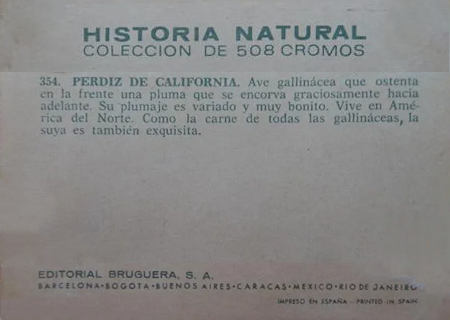 HISTORIA NATURAL
COLECCION DE 508 CROMOS
354. PERDIZ DE CALIFORNIA. Ave gallinácea que ostenta
en la frente una pluma que se encorva graciosamente hacia
adelante. Su plumaje es variado y muy bonito. Vive en Amé-
rica del Norte. Como la carne de todas las gallináceas, la
suya es también exquisita.
EDITORIAL BRUGUERA, S. A.
BARCELONA • BOGOTA • BUENOS AIRES • CARACAS • MEXICO • RIO DE JANEIRO
IMPRESO EN ESPAÑA - PRINTED IN SPAIN